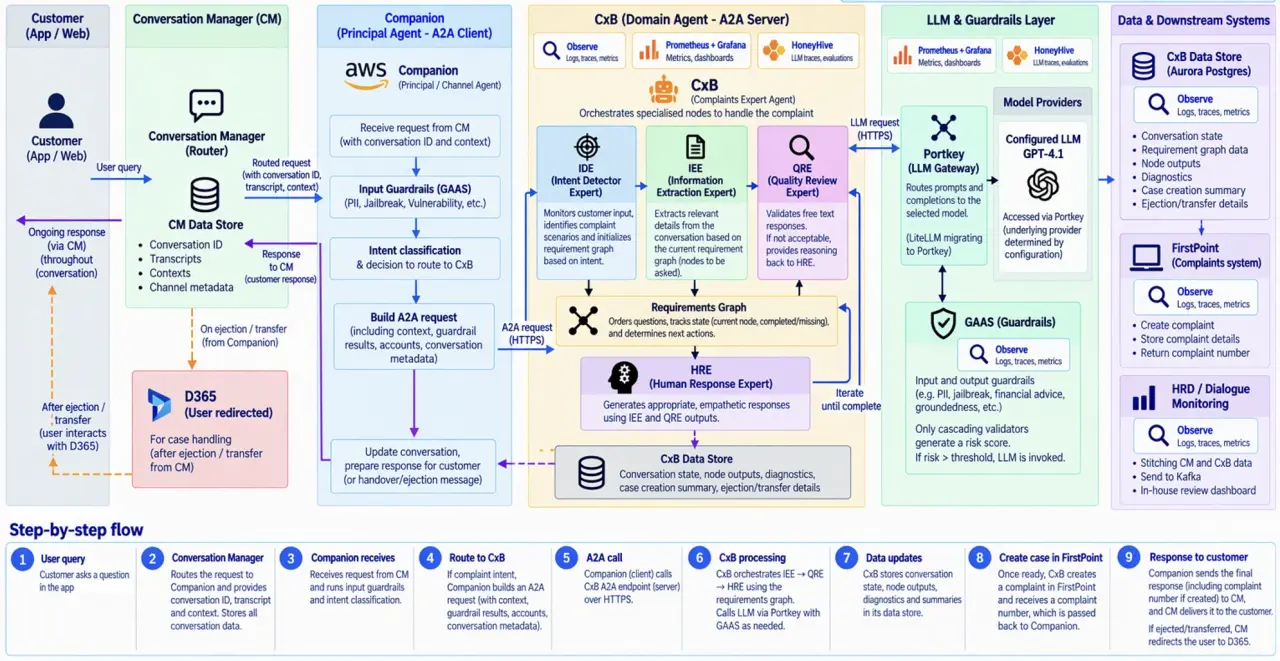 Customer
(App / Web)
Customer
(App / Web)
User query
Ongoing response
(via CM)
(throughout
conversation)
After ejection /
transfer
(user interacts
with D365)
Conversation Manager (CM)
Conversation Manager
(Router)
CM Data Store
• Conversation ID
• Transcripts
• Contexts
• Channel metadata
On ejection / transfer
(from Companion)
D365
(User redirected)
For case handling
(after ejection / transfer
from CM)
Routed request
(with conversation ID,
transcript, context)
Response
to CM
(customer response)
Companion
(Principal Agent - A2A Client)
aws
Companion
(Principal / Channel Agent)
Receive request from CM
(with conversation ID and context)
Input Guardrails (GAAS)
(PII, Jailbreak, Vulnerability, etc.)
Intent classification
& decision to route to CxB
Build A2A request
(including context, guardrail
results, accounts, conversation
metadata)
Update conversation,
prepare response for customer
(or handover/ejection message)
A2A request
(HTTPS)
CxB (Domain Agent - A2A Server)
Observe
Logs, traces, metrics
Prometheus + Grafana
Metrics, dashboards
HoneyHive
LLM traces, evaluations
CxB
(Complaints Expert Agent)
Orchestrates specialised nodes to handle the complaint
IDE
(Intent Detector
Expert)
Monitors customer input,
identifies complaint
scenarios and initializes
requirement graph
based on intent.
IEE
(Information
Extraction Expert)
Extracts relevant
details from the
conversation based on
the current requirement
graph (nodes to be
asked).
QRE
(Quality Review
Expert)
Validates free text
responses.
If not acceptable,
provides reasoning
back to HRE.
Requirements Graph
Orders questions, tracks state (current node, completed/missing),
and determines next actions.
HRE
(Human Response Expert)
Generates appropriate, empathetic responses
using IEE and QRE outputs.
Iterate
until complete
CxB Data Store
Conversation state, node outputs, diagnostics,
case creation summary, ejection/transfer details
LLM request
(HTTPS)
LLM & Guardrails Layer
Prometheus + Grafana
Metrics, dashboards
HoneyHive
LLM traces, evaluations
Portkey
(LLM Gateway)
Routes prompts and
completions to the
selected model.
(LiteLLM migrating
to Portkey)
Model Providers
Configured LLM
GPT-4.1
Accessed via Portkey
(underlying provider
determined by
configuration)
GAAS (Guardrails)
Observe
Logs, traces, metrics
Input and output guardrails
(e.g. PII, jailbreak, financial advice,
groundedness, etc.)
Only cascading validators
generate a risk score.
If risk > threshold, LLM is invoked.
Data & Downstream Systems
CxB Data Store
(Aurora Postgres)
Observe
Logs, traces, metrics
• Conversation state
• Requirement graph data
• Node outputs
• Diagnostics
• Case creation summary
• Ejection/transfer details
FirstPoint
(Complaints system)
Observe
Logs, traces, metrics
• Create complaint
• Store complaint details
• Return complaint number
HRD / Dialogue
Monitoring
Observe
Logs, traces, metrics
• Stitching CM and CxB data
• Send to Kafka
• In-house review dashboard
Step-by-step flow
1 User query
Customer asks a question
in the app
2 Conversation Manager
Routes the request to
Companion and provides
conversation ID, transcript
and context. Stores all
conversation data.
3 Companion receives
Receives request from CM
and runs input guardrails
and intent classification.
4 Route to CxB
If complaint intent,
Companion builds an A2A
request (with context,
guardrail results, accounts,
conversation metadata).
5 A2A call
Companion (client) calls
CxB A2A endpoint (server)
over HTTPS.
6 CxB processing
CxB orchestrates IEE → QRE
→ HRE using the
requirements graph.
Calls LLM via Portkey with
GAAS as needed.
7 Data updates
CxB stores conversation
state, node outputs,
diagnostics and summaries
in its data store.
8 Create case in FirstPoint
Once ready, CxB creates
a complaint in FirstPoint
and receives a complaint
number, which is passed
back to Companion.
9 Response to customer
Companion sends the final
response (including complaint
number if created) to CM,
and CM delivers it to the customer.
If ejected/transferred, CM
redirects the user to D365.